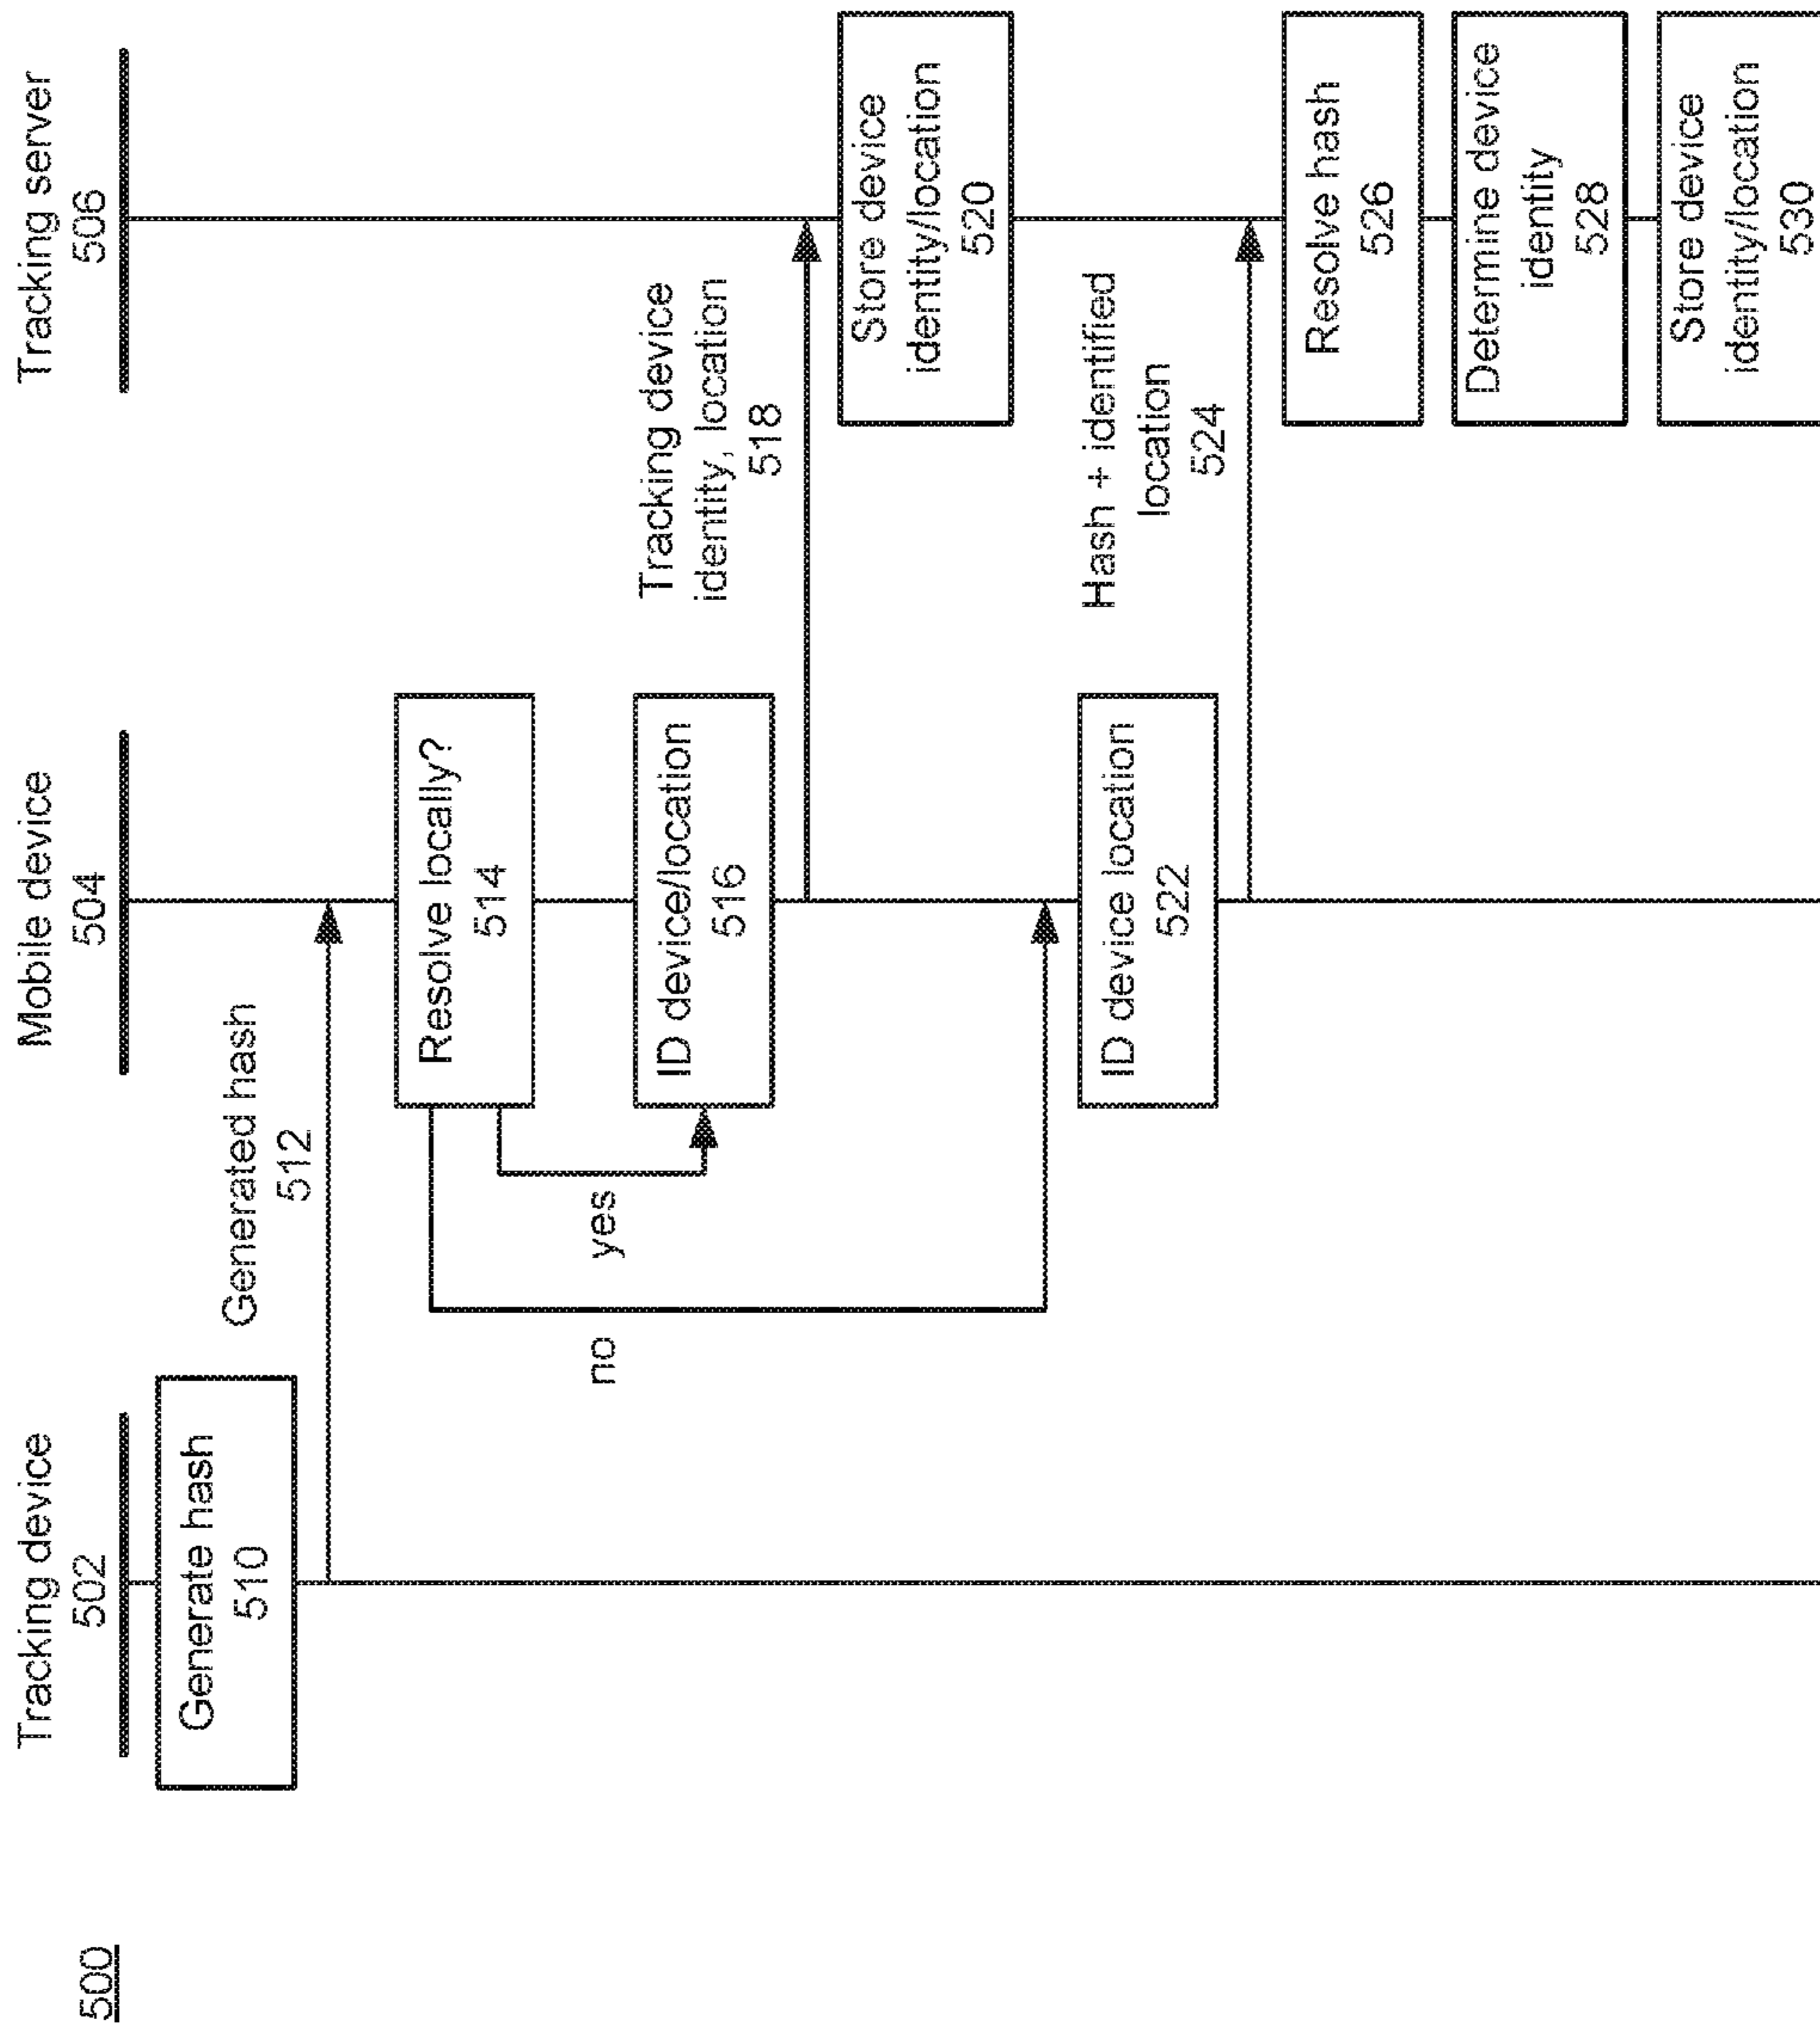 500
Tracking device
502
Mobile device
504
Tracking server
506
Generate hash
510
Generated hash
512
Resolve locally?
514
no
yes
ID device/location
516
Tracking device
identity, location
518
Store device
identity/location
520
ID device location
522
Hash + identified
location
524
Resolve hash
526
Determine device
identity
528
Store device
identity/location
530